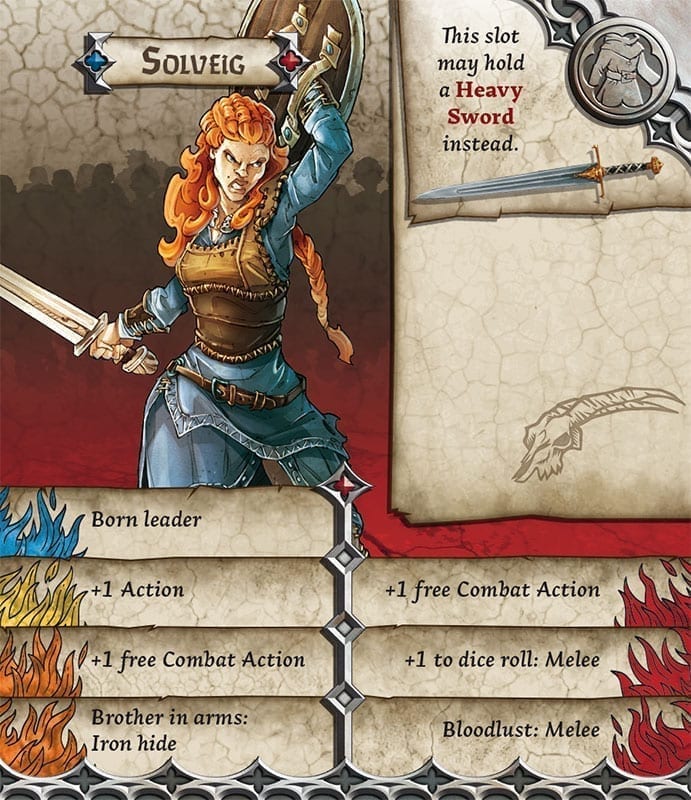 Solveig
This slot
may hold
a Heavy
Sword
instead.
Born leader
+1 Action
+1 free Combat Action
+1 free Combat Action
+1 to dice roll: Melee
Brother in arms:
Iron hide
Bloodlust: Melee